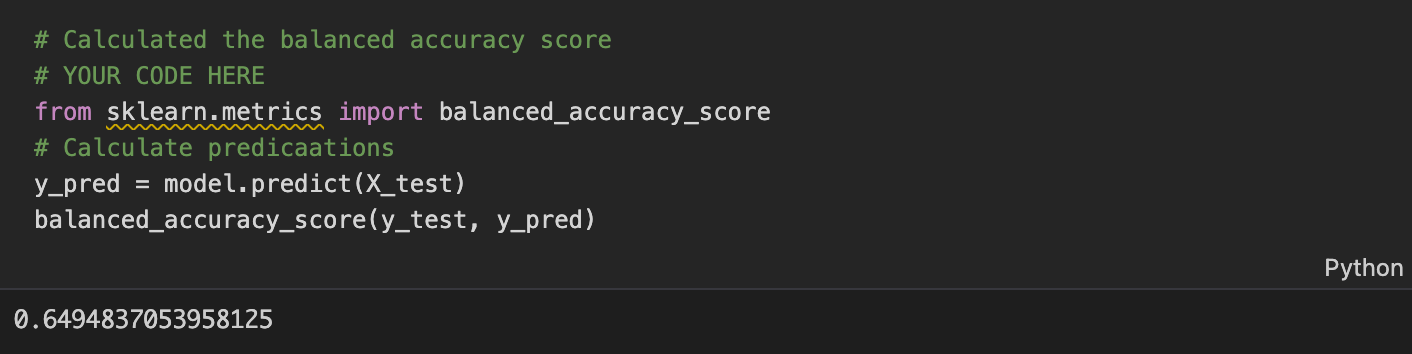 # Calculated the balanced accuracy score
# YOUR CODE HERE
from sklearn.metrics import balanced_accuracy_score
# Calculate predicaations
y_pred = model.predict(X_test)
balanced_accuracy_score(y_test, y_pred)
Python
0.6494837053958125